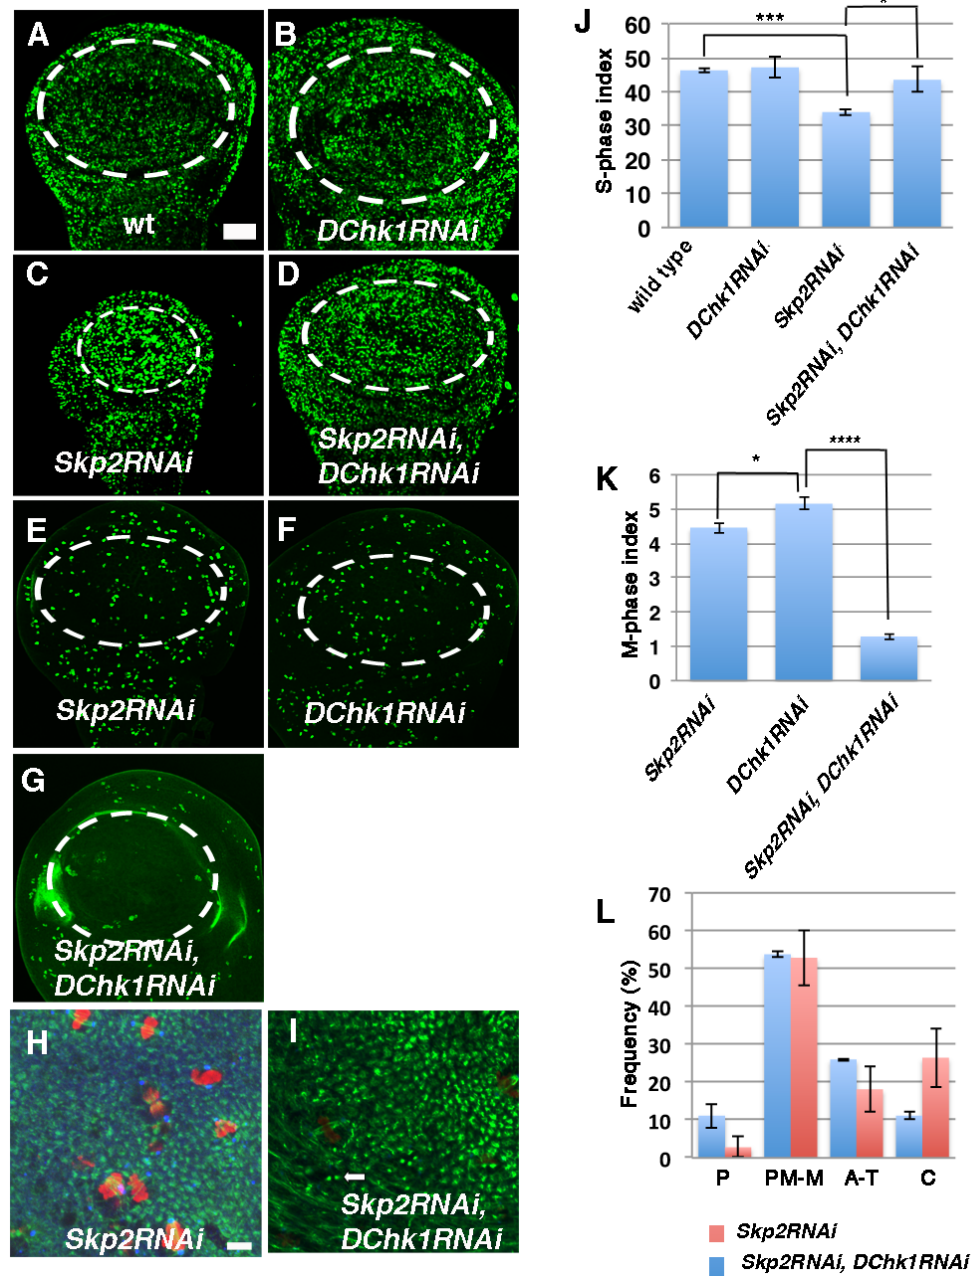 A
wt
B
DChk1RNAi
C
Skp2RNAi
D
Skp2RNAi,
DChk1RNAi
E
Skp2RNAi
F
DChk1RNAi
G
Skp2RNAi,
DChk1RNAi
H
Skp2RNAi
I
Skp2RNAi,
DChk1RNAi
J
S-phase index
60
50
40
30
20
10
0
***
*
wild type
DChk1RNAi
Skp2RNAi
Skp2RNAi, DChk1RNAi
K
M-phase index
6
5
4
3
2
1
0
*
****
Skp2RNAi
DChk1RNAi
Skp2RNAi, DChk1RNAi
L
Frequency (%)
70
60
50
40
30
20
10
0
P PM-M A-T C
Skp2RNAi
Skp2RNAi, DChk1RNAi